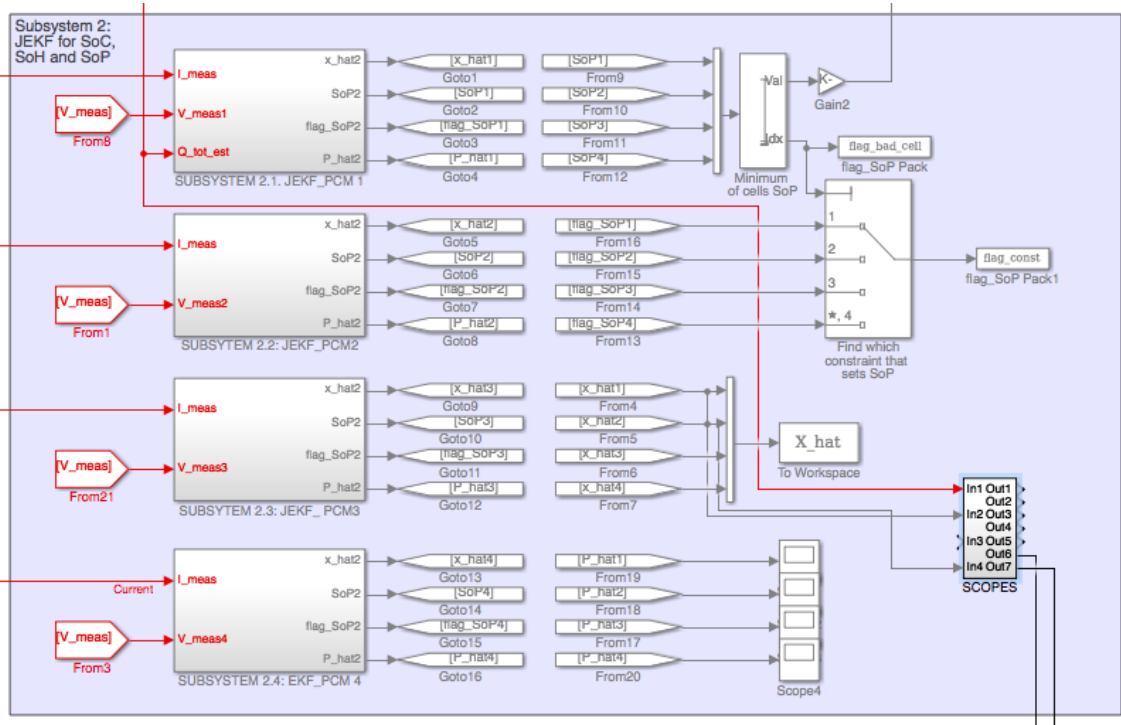 Subsystem 2:
JEKF for SoC,
SoH and SoP
I_meas
[V_meas]
From8
V_meas1
Q_tot_est
x_hat2
SoP2
flag_SoP2
P_hat2
SUBSYSTEM 2.1. JEKF_PCM 1
[x_hat1]
Goto1
[SoP1]
Goto2
[flag_SoP1]
Goto3
[P_hat1]
Goto4
[SoP1]
From9
[SoP2]
From10
[SoP3]
From11
[SoP4]
From12
Val
Idx
Minimum
of cells SoP
K-
Gain2
flag_bad_cell
flag_SoP Pack
I_meas
[V_meas]
From1
V_meas2
x_hat2
SoP2
flag_SoP2
P_hat2
SUBSYTEM 2.2: JEKF_PCM2
[x_hat2]
Goto5
[SoP2]
Goto6
[flag_SoP2]
Goto7
[P_hat2]
Goto8
[flag_SoP1]
From16
[flag_SoP2]
From15
[flag_SoP3]
From14
[flag_SoP4]
From13
1
2
3
*, 4
Find which
constraint that
sets SoP
flag_const
flag_SoP Pack1
I_meas
[V_meas]
From21
V_meas3
x_hat2
SoP2
flag_SoP2
P_hat2
SUBSYTEM 2.3: JEKF_ PCM3
[x_hat3]
Goto9
[SoP3]
Goto10
[flag_SoP3]
Goto11
[P_hat3]
Goto12
[x_hat1]
From4
[x_hat2]
From5
[x_hat3]
From6
[x_hat4]
From7
X_hat
To Workspace
In1 Out1
Out2
In2 Out3
Out4
In3 Out5
Out6
In4 Out7
SCOPES
Current
I_meas
[V_meas]
From3
V_meas4
x_hat2
SoP2
flag_SoP2
P_hat2
SUBSYSTEM 2.4: EKF_PCM 4
[x_hat4]
Goto13
[SoP4]
Goto14
[flag_SoP4]
Goto15
[P_hat4]
Goto16
[P_hat1]
From19
[P_hat2]
From18
[P_hat3]
From17
[P_hat4]
From20
Scope4